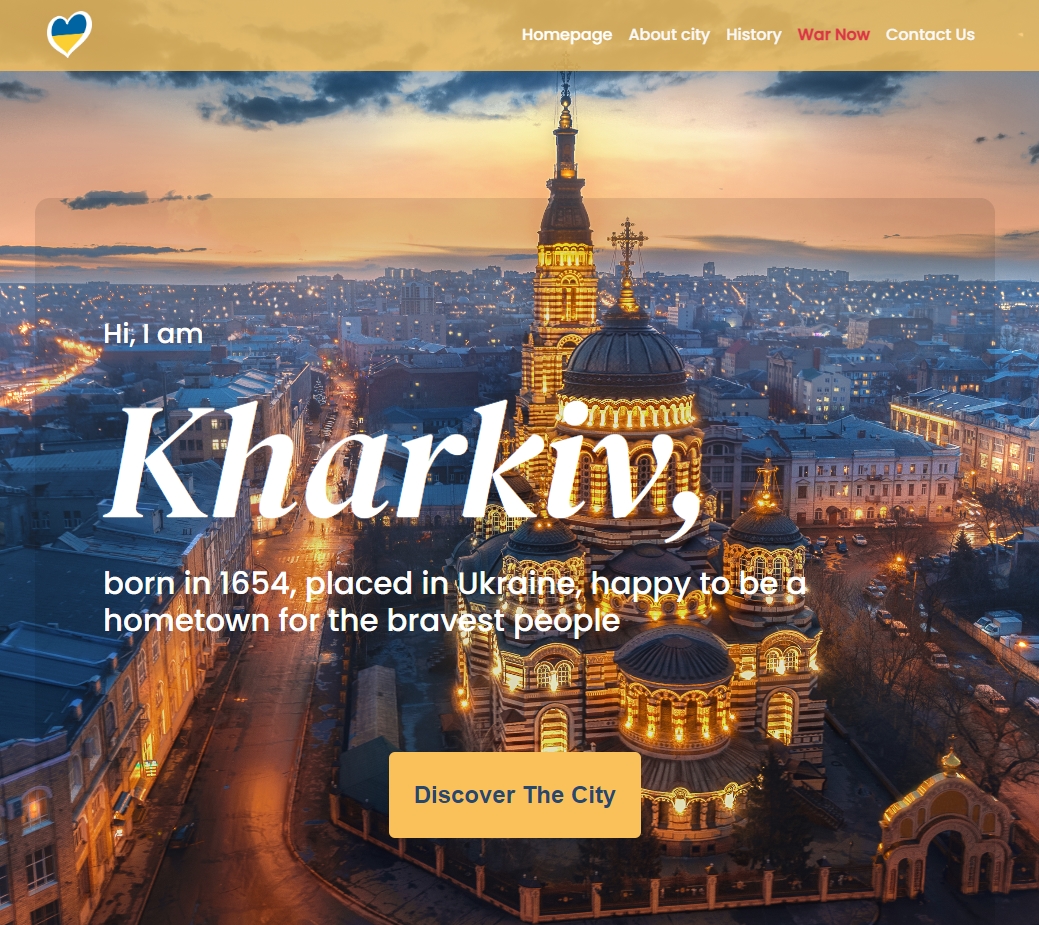 Homepage About city History War Now Contact Us
Hi, I am
Kharkiv,
born in 1654, placed in Ukraine, happy to be a
hometown for the bravest people
Discover The City